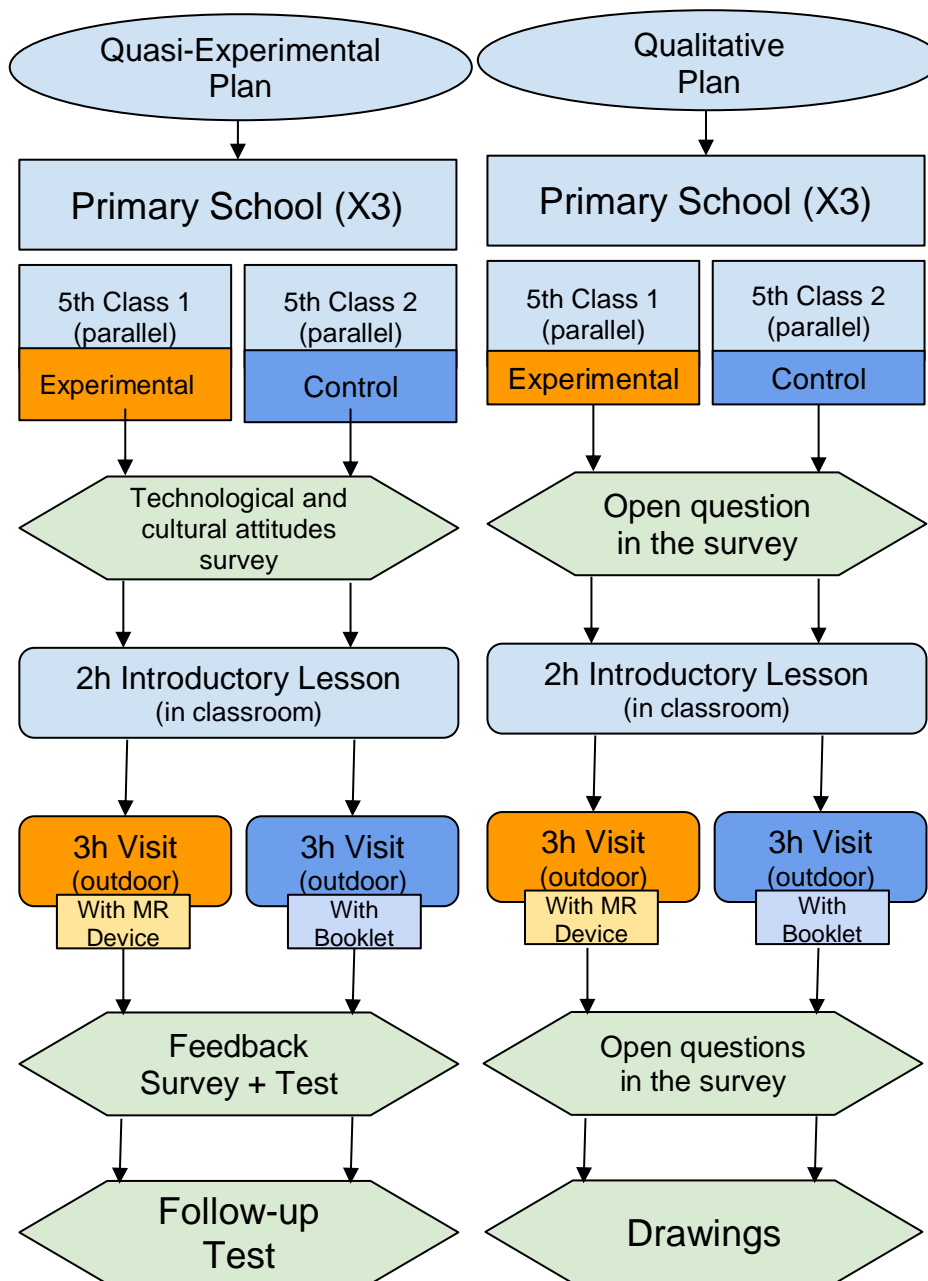 Quasi-Experimental
Plan
Primary School (X3)
5th Class 1
(parallel)
Experimental
5th Class 2
(parallel)
Control
Technological and
cultural attitudes
survey
2h Introductory Lesson
(in classroom)
3h Visit
(outdoor)
With MR
Device
3h Visit
(outdoor)
With
Booklet
Feedback
Survey + Test
Follow-up
Test
Qualitative
Plan
Primary School (X3)
5th Class 1
(parallel)
Experimental
5th Class 2
(parallel)
Control
Open question
in the survey
2h Introductory Lesson
(in classroom)
3h Visit
(outdoor)
With MR
Device
3h Visit
(outdoor)
With
Booklet
Open questions
in the survey
Drawings